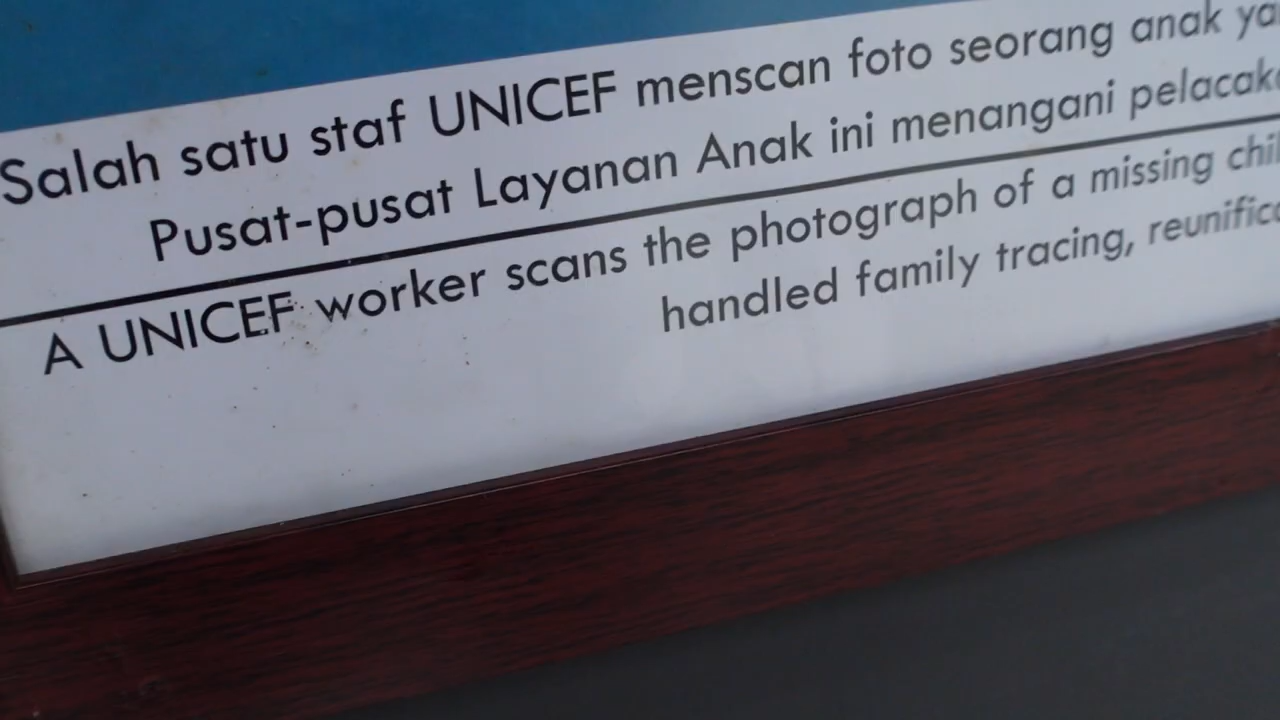 Salah satu staf UNICEF menscan foto seorang anak
Pusat-pusat Layanan Anak ini menangani
A UNICEF worker scans the photograph of a missing
handled family tracing,